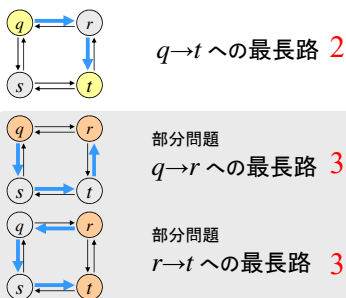 q r
s t
q→t への最長路 2
q r
s t
部分問題
q→r への最長路 3
q r
s t
部分問題
r→t への最長路 3